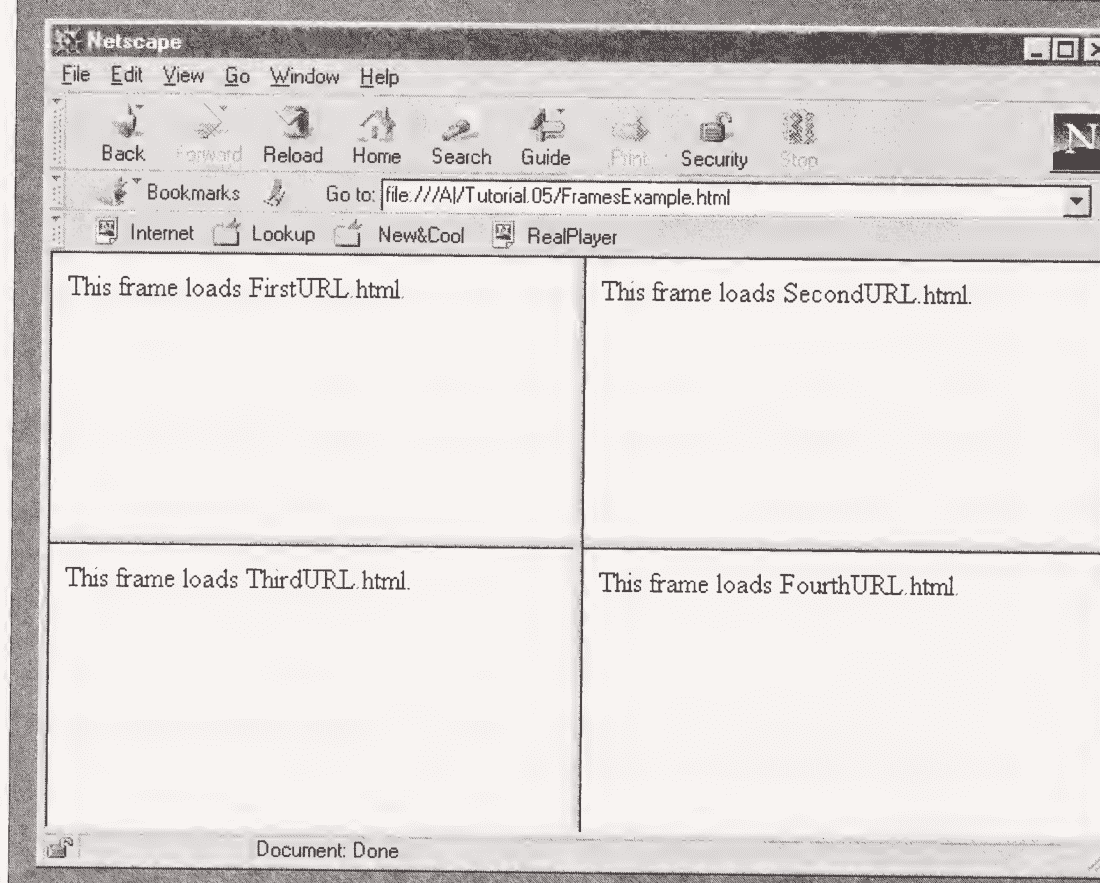 Netscape
File Edit View Go Window Help
Back Forward Reload Home Search Guide Print Security Stop
N
Bookmarks Go to: file:///A|/Tutorial.05/FramesExample.html
Internet Lookup New&Cool RealPlayer
This frame loads FirstURL.html.
This frame loads SecondURL.html.
This frame loads ThirdURL.html.
This frame loads FourthURL.html.
Document: Done